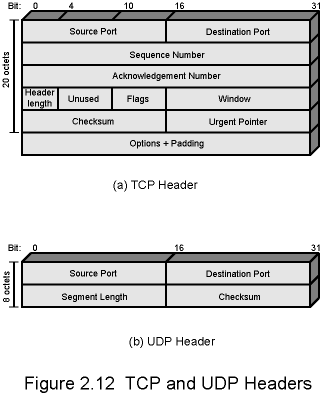 Bit: 0 4 10 16 31
20 octets
Source Port Destination Port
Sequence Number
Acknowledgement Number
Header length Unused Flags Window
Checksum Urgent Pointer
Options + Padding
(a) TCP Header
Bit: 0 16 31
8 octets
Source Port Destination Port
Segment Length Checksum
(b) UDP Header
Figure 2.12 TCP and UDP Headers